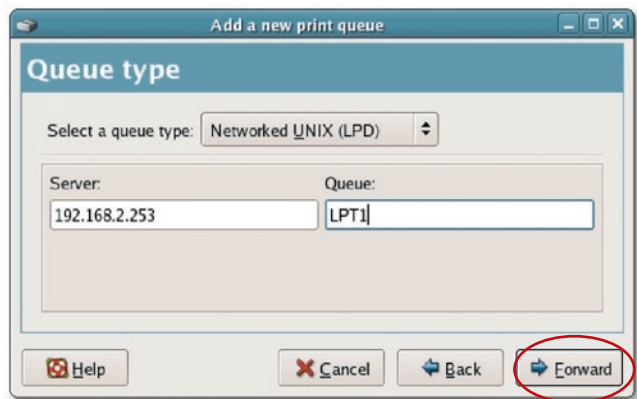 Add a new print queue
Queue type
Select a queue type: Networked UNIX (LPD)
Server: Queue:
192.168.2.253 LPT1
Help Cancel Back Forward